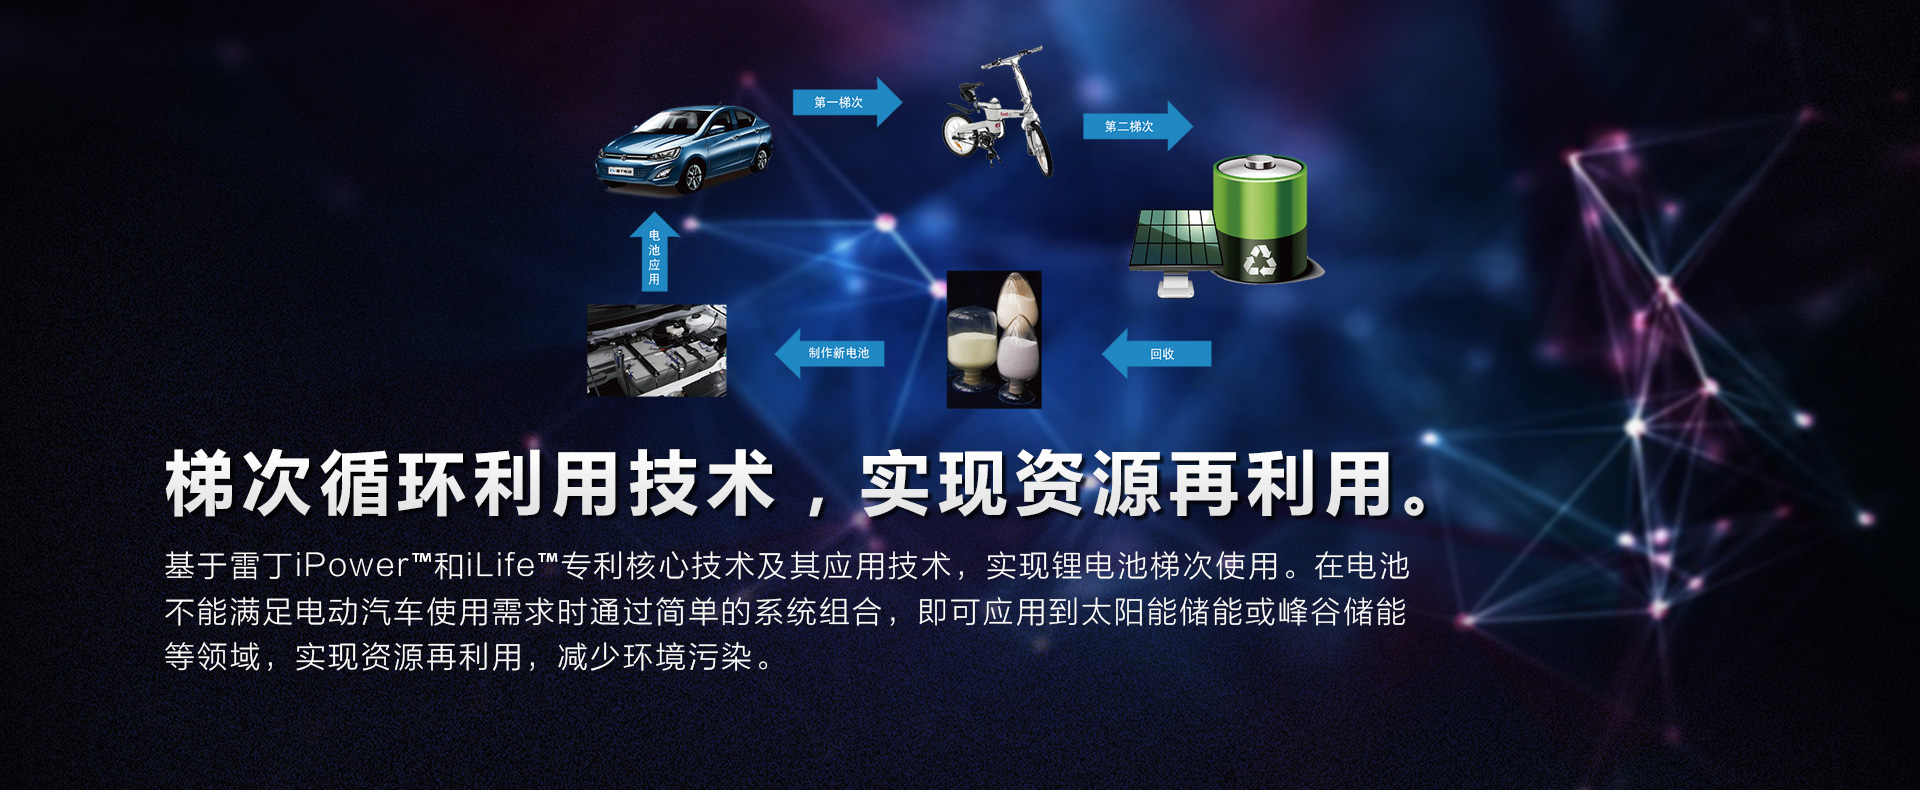 第一梯次
第二梯次
电池应用
制作新电池
回收
梯次循环利用技术，实现资源再利用。
基于雷丁iPower™和iLife™专利核心技术及其应用技术，实现锂电池梯次使用。在电池
不能满足电动汽车使用需求时通过简单的系统组合，即可应用到太阳能储能或峰谷储能
等领域，实现资源再利用，减少环境污染。